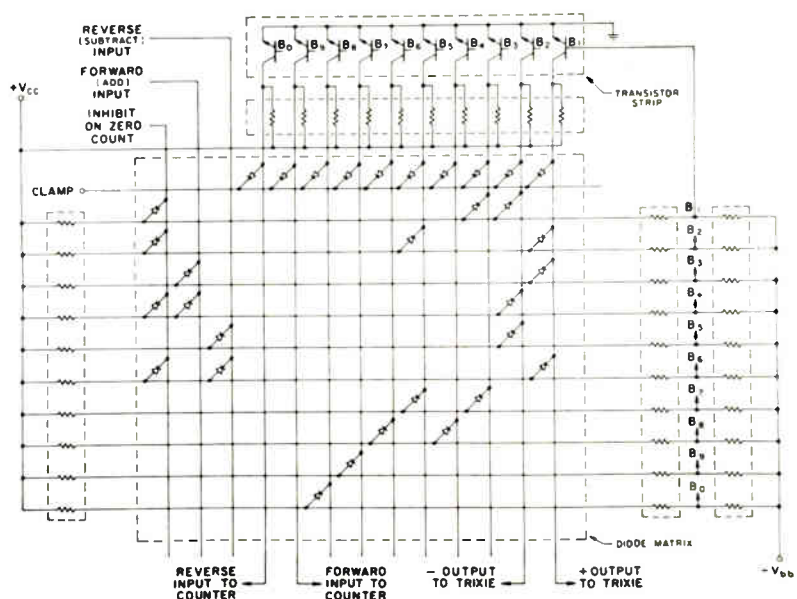 REVERSE
(SUBTRACT)
INPUT
FORWARD
(ADD)
INPUT
INHIBIT
ON ZERO
COUNT
+VCC
B0 B9 B8 B7 B6 B5 B4 B3 B2 B1
TRANSISTOR
STRIP
CLAMP
B
B2
B3
B4
B5
B6
B7
B8
B9
B0
DIODE MATRIX
REVERSE
INPUT TO
COUNTER
FORWARD
INPUT TO
COUNTER
− OUTPUT
TO TRIXIE
+ OUTPUT
TO TRIXIE
−Vbb